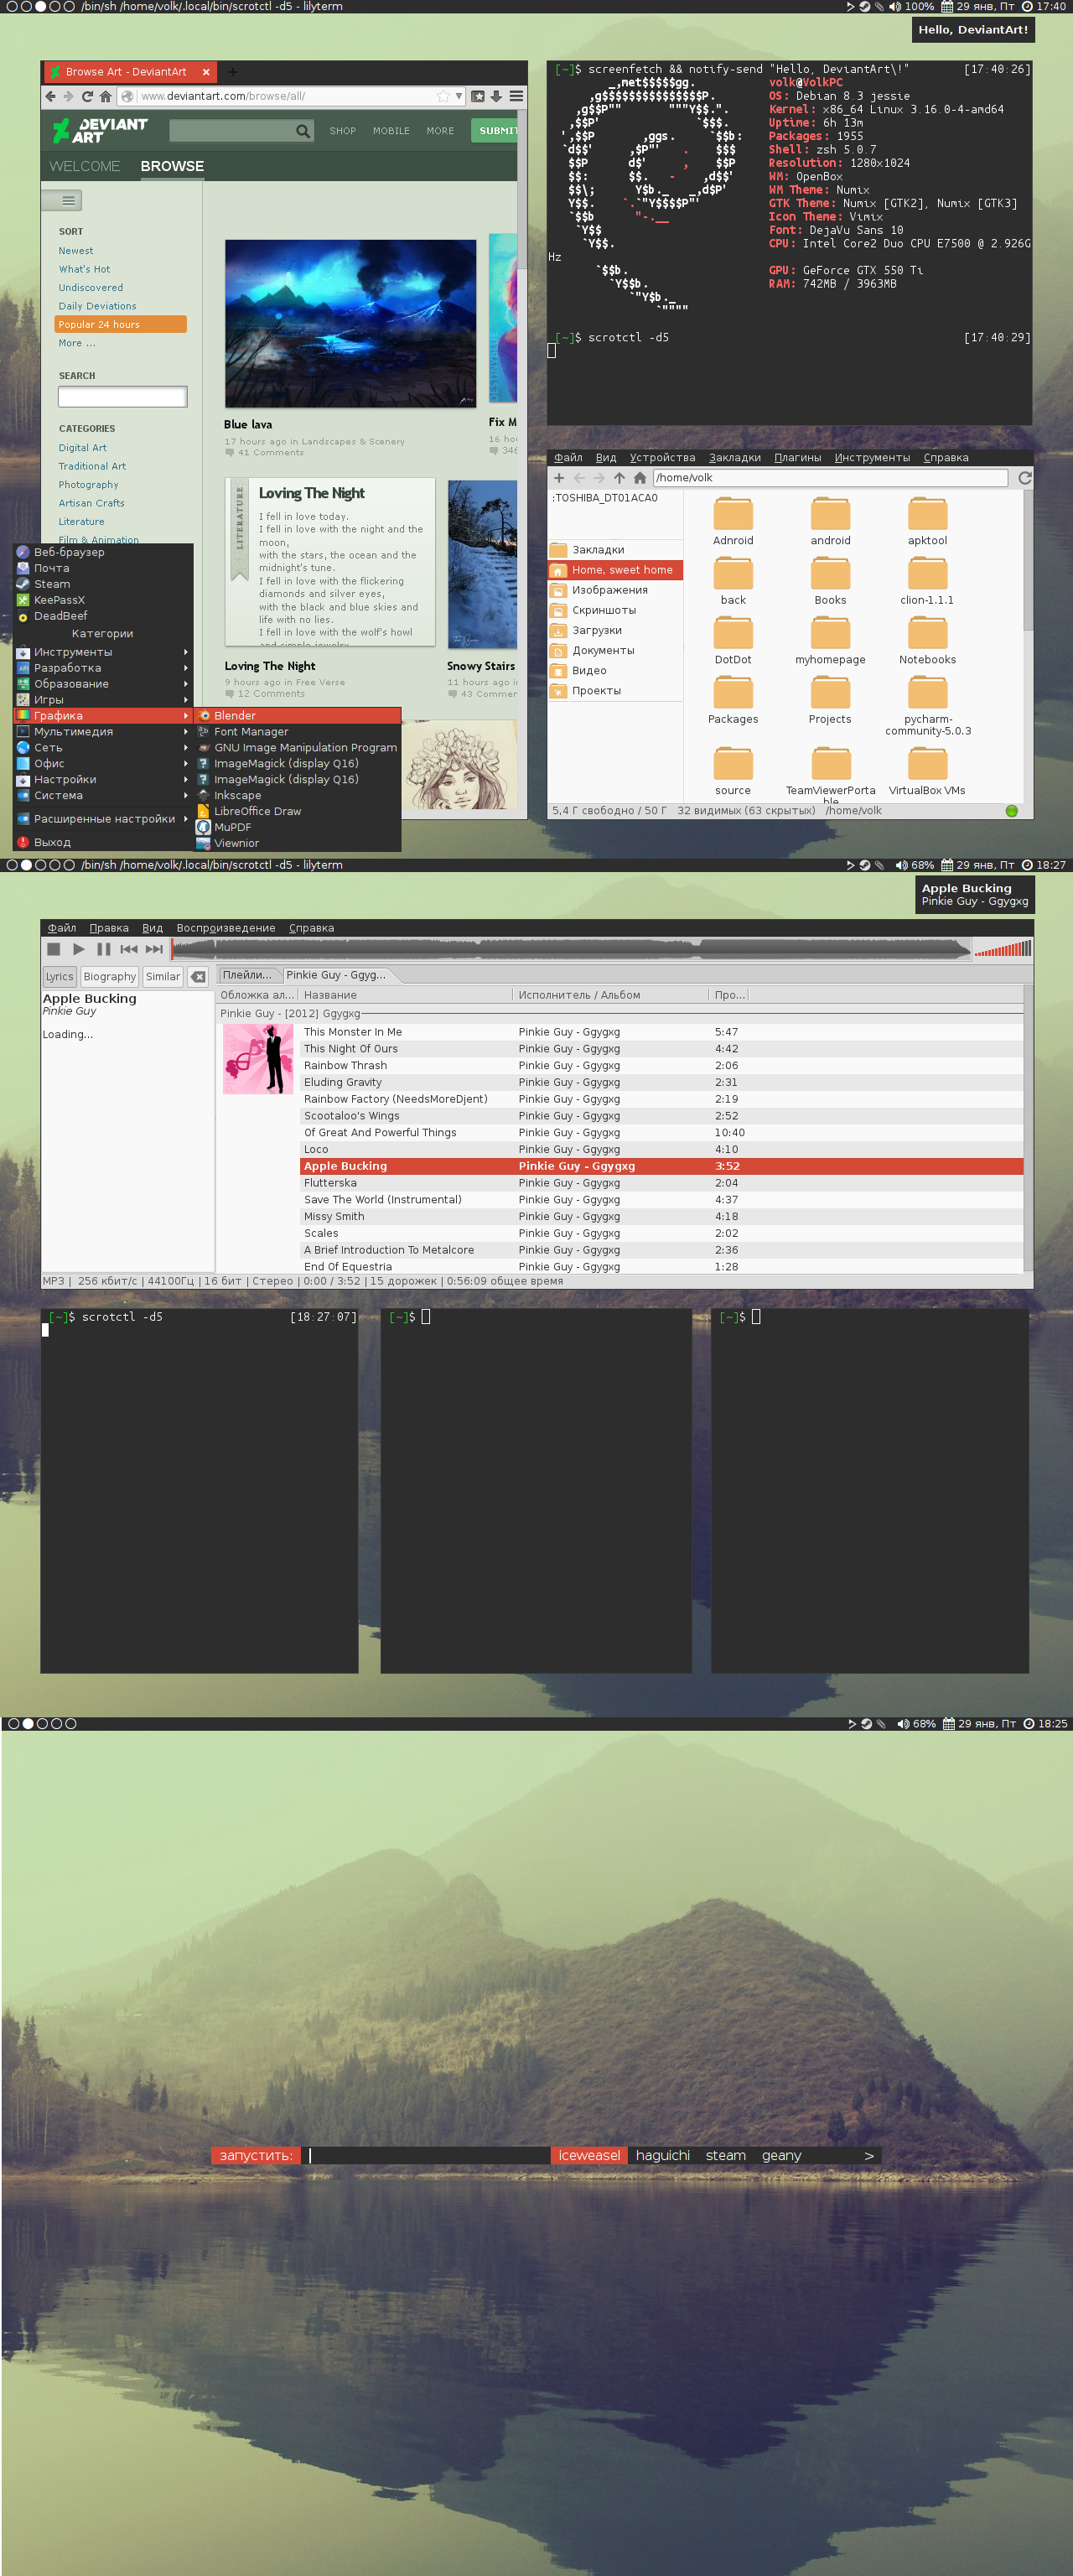 /bin/sh /home/volk/.local/bin/scrotctl -d5 - lilyterm
100% 29 янв, Пт 17:40
Hello, DeviantArt!
Browse Art - DeviantArt
www.deviantart.com/browse/all/
DEVIANT ART
SHOP MOBILE MORE SUBMIT
WELCOME BROWSE
SORT
Newest
What's Hot
Undiscovered
Daily Deviations
Popular 24 hours
More ...
SEARCH
CATEGORIES
Digital Art
Traditional Art
Photography
Artisan Crafts
Literature
Film & Animation
Blue lava
17 hours ago in Landscapes & Scenery
41 Comments
Fix M
16 hou
346
LITERATURE
Loving The Night
I fell in love today.
I fell in love with the night and the
moon,
with the stars, the ocean and the
midnight's tune.
I fell in love with the flickering
diamonds and silver eyes,
with the black and blue skies and
life with no lies.
I fell in love with the wolf's howl
and simple jewelry
Loving The Night
9 hours ago in Free Verse
12 Comments
Snowy Stairs
11 hours ago i
43 Commer
[~]$ screenfetch && notify-send "Hello, DeviantArt\!" [17:40:26]
volk@VolkPC
OS: Debian 8.3 jessie
Kernel: x86_64 Linux 3.16.0-4-amd64
Uptime: 6h 13m
Packages: 1955
Shell: zsh 5.0.7
Resolution: 1280x1024
WM: OpenBox
WM Theme: Numix
GTK Theme: Numix [GTK2], Numix [GTK3]
Icon Theme: Vimix
Font: DejaVu Sans 10
CPU: Intel Core2 Duo CPU E7500 @ 2.926G
Hz
GPU: GeForce GTX 550 Ti
RAM: 742MB / 3963MB
[~]$ scrotctl -d5 [17:40:29]
Файл Вид Устройства Закладки Плагины Инструменты Справка
/home/volk
:TOSHIBA_DT01ACA0
Закладки
Home, sweet home
Изображения
Скриншоты
Загрузки
Документы
Видео
Проекты
Adnroid android apktool
back Books clion-1.1.1
DotDot myhomepage Notebooks
Packages Projects pycharm-
community-5.0.3
source TeamViewerPorta VirtualBox VMs
ble
5,4 Г свободно / 50 Г 32 видимых (63 скрытых) /home/volk
Веб-браузер
Почта
Steam
KeePassX
DeadBeef
Категории
Инструменты
Разработка
Образование
Игры
Графика
Мультимедия
Сеть
Офис
Настройки
Система
Расширенные настройки
Выход
Blender
Font Manager
GNU Image Manipulation Program
ImageMagick (display Q16)
ImageMagick (display Q16)
Inkscape
LibreOffice Draw
MuPDF
Viewnior
/bin/sh /home/volk/.local/bin/scrotctl -d5 - lilyterm
68% 29 янв, Пт 18:27
Apple Bucking
Pinkie Guy - Ggygxg
Файл Правка Вид Воспроизведение Справка
Lyrics Biography Similar
Apple Bucking
Pinkie Guy
Loading...
Плейли... Pinkie Guy - Ggyg...
Обложка ал... Название Исполнитель / Альбом Про...
Pinkie Guy - [2012] Ggygxg
This Monster In Me Pinkie Guy - Ggygxg 5:47
This Night Of Ours Pinkie Guy - Ggygxg 4:42
Rainbow Thrash Pinkie Guy - Ggygxg 2:06
Eluding Gravity Pinkie Guy - Ggygxg 2:31
Rainbow Factory (NeedsMoreDjent) Pinkie Guy - Ggygxg 2:19
Scootaloo's Wings Pinkie Guy - Ggygxg 2:52
Of Great And Powerful Things Pinkie Guy - Ggygxg 10:40
Loco Pinkie Guy - Ggygxg 4:10
Apple Bucking Pinkie Guy - Ggygxg 3:52
Flutterska Pinkie Guy - Ggygxg 2:04
Save The World (Instrumental) Pinkie Guy - Ggygxg 4:37
Missy Smith Pinkie Guy - Ggygxg 4:18
Scales Pinkie Guy - Ggygxg 2:02
A Brief Introduction To Metalcore Pinkie Guy - Ggygxg 2:36
End Of Equestria Pinkie Guy - Ggygxg 1:28
MP3 | 256 кбит/с | 44100Гц | 16 бит | Стерео | 0:00 / 3:52 | 15 дорожек | 0:56:09 общее время
[~]$ scrotctl -d5 [18:27:07]
[~]$
[~]$
68% 29 янв, Пт 18:25
запустить: iceweasel haguichi steam geany >